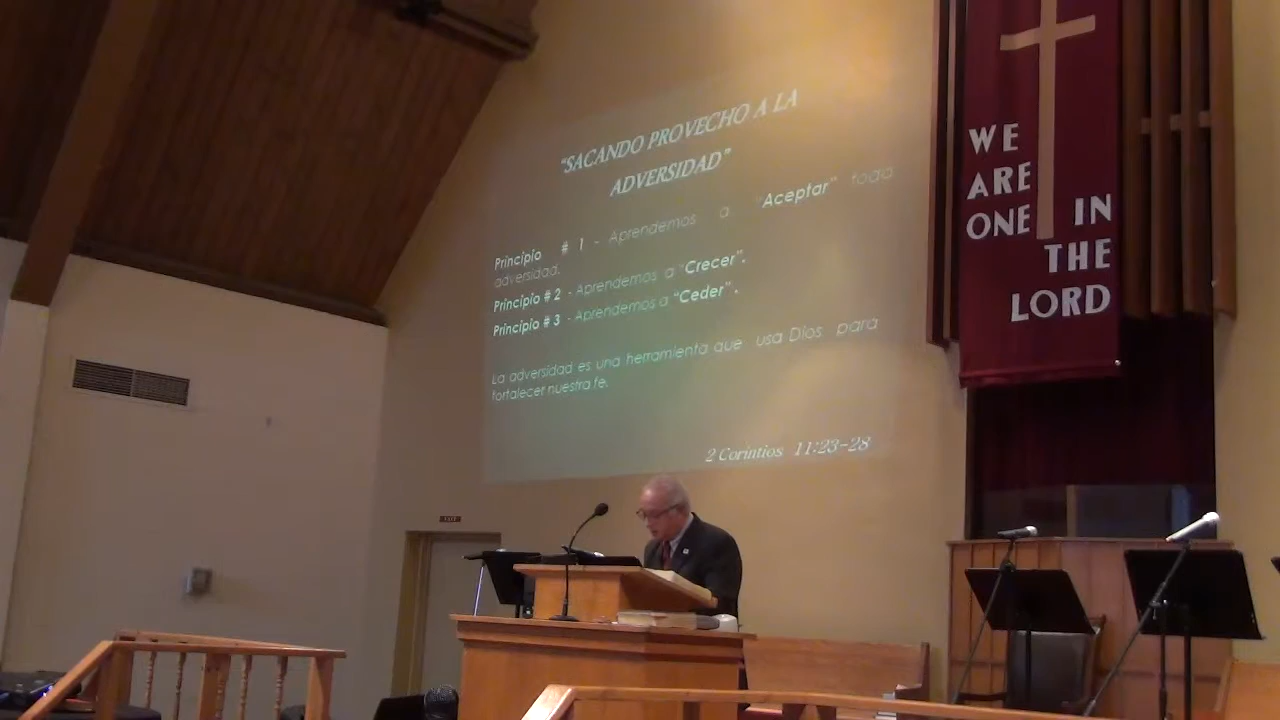 "SACANDO PROVECHO A LA
ADVERSIDAD"
Principio # 1 - Aprendemos a "Aceptar" toda
adversidad.
Principio # 2 - Aprendemos a "Crecer".
Principio # 3 - Aprendemos a "Ceder".
La adversidad es una herramienta que usa Dios para
fortalecer nuestra fe.
2 Corintios 11:23-28
WE
ARE
ONE IN
THE
LORD
EXIT